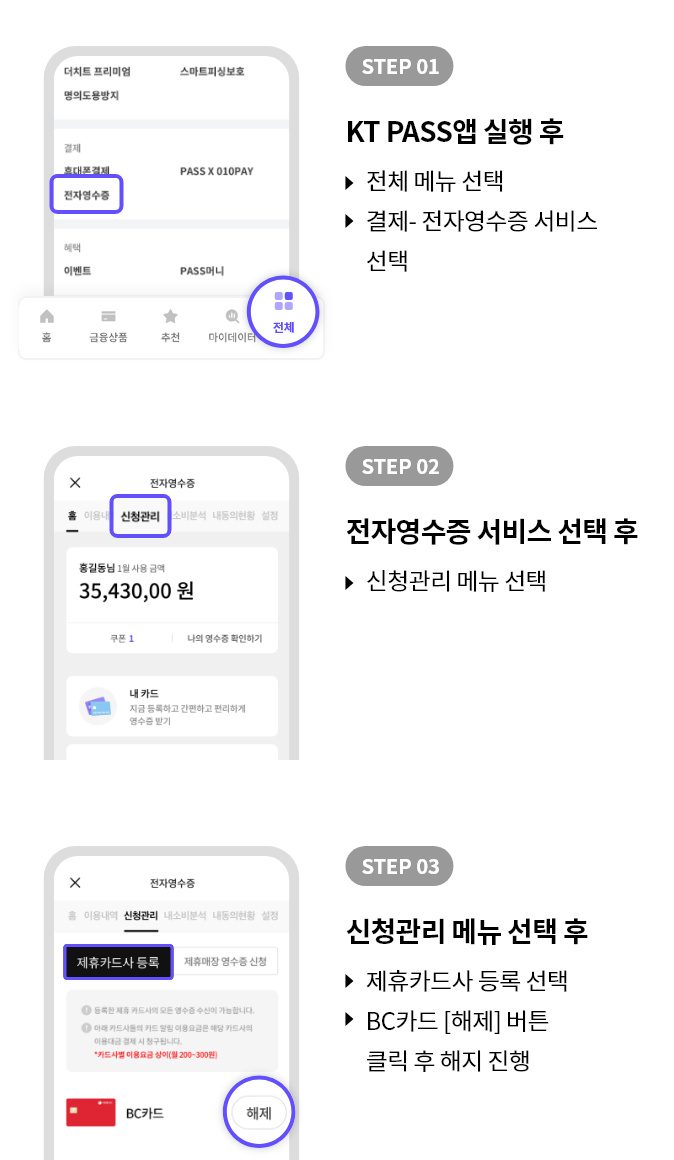 더치트 프리미엄 스마트피싱보호
명의도용방지
결제
휴대폰결제 PASS X 010PAY
전자영수증
혜택
이벤트 PASS머니
홈 금융상품 추천 마이데이터 전체
STEP 01
KT PASS앱 실행 후
전체 메뉴 선택
결제- 전자영수증 서비스
선택
전자영수증
홈 이용내 신청관리 소비분석 내동의현황 설정
홍길동님 1월 사용 금액
35,430,00 원
쿠폰 1 나의 영수증 확인하기
내 카드
지금 등록하고 간편하고 편리하게
영수증 받기
STEP 02
전자영수증 서비스 선택 후
신청관리 메뉴 선택
전자영수증
홈 이용내역 신청관리 내소비분석 내동의현황 설정
제휴카드사 등록 제휴매장 영수증 신청
등록한 제휴 카드사의 모든 영수증 수신이 가능합니다.
아래 카드사들의 카드 알림 이용요금은 해당 카드사의
이용대금 결제 시 청구됩니다.
*카드사별 이용요금 상이(월 200~300원)
BC카드 해제
STEP 03
신청관리 메뉴 선택 후
제휴카드사 등록 선택
BC카드 [해제] 버튼
클릭 후 해지 진행